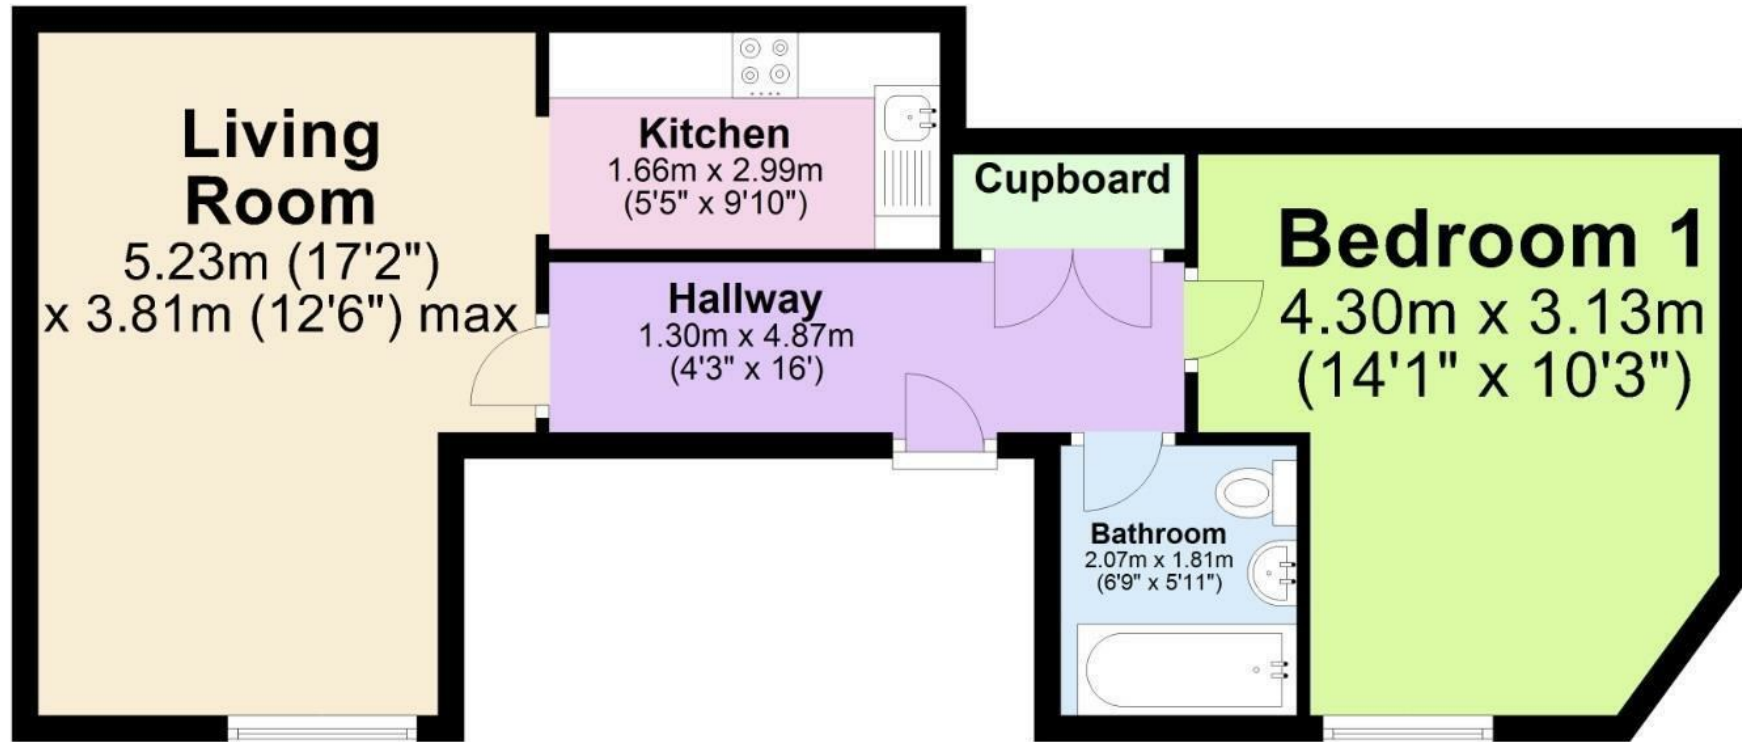 Living
Room
5.23m (17'2")
x 3.81m (12'6") max
Kitchen
1.66m x 2.99m
(5'5" x 9'10")
Cupboard
Hallway
1.30m x 4.87m
(4'3" x 16')
Bedroom 1
4.30m x 3.13m
(14'1" x 10'3")
Bathroom
2.07m x 1.81m
(6'9" x 5'11")